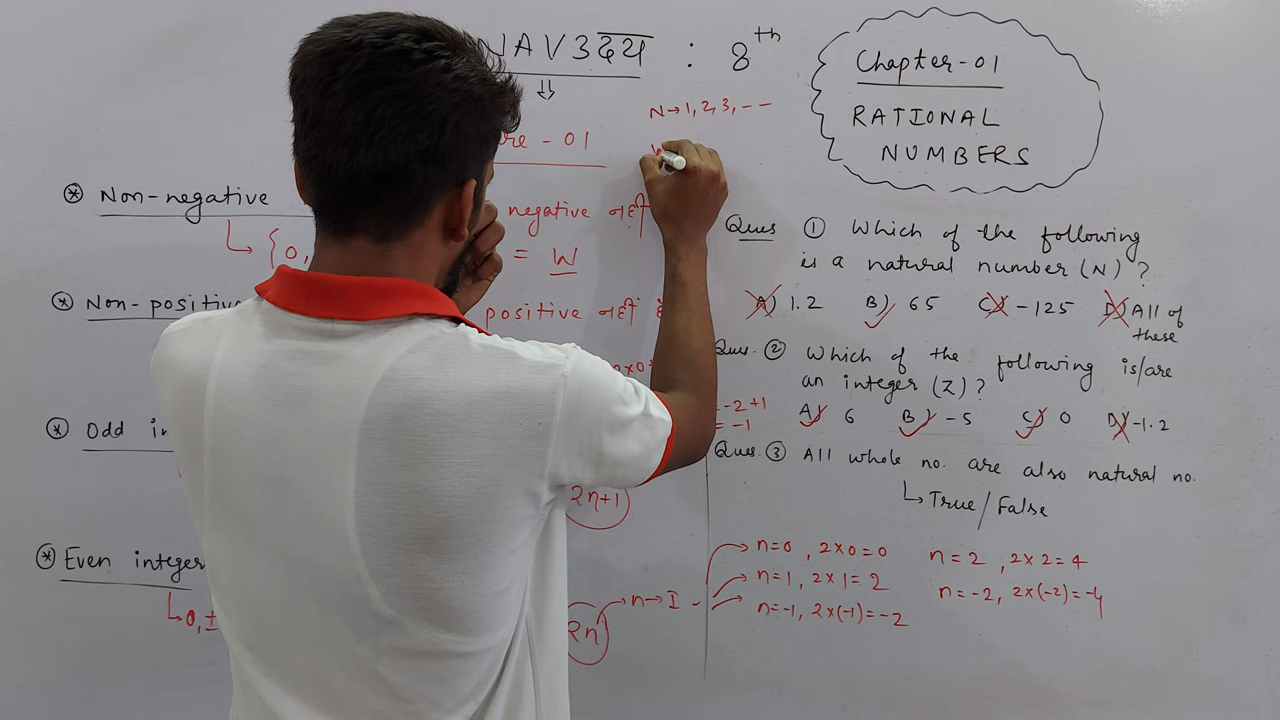 NAV3दय : 8th
⇓
re - 01
N → 1, 2, 3, - -
W
Chapter-01
RATIONAL
NUMBERS
* Non-negative
negative नहीं
{0,
= W
* Non-positive
positive नहीं
* Odd in
2n+1
* Even integer
0, ±
2n
n → I
Ques ① Which of the following
is a natural number (N) ?
A) 1.2 B) 65 C) -125 D) All of
these
Ques. ② Which of the following is/are
an integer (Z) ?
= -2+1
= -1
A) 6 B) -5 C) 0 D) -1.2
Ques. ③ All whole no. are also natural no.
True/False
n=0, 2×0=0 n=2, 2×2=4
n=1, 2×1=2 n=-2, 2×(-2)=-4
n=-1, 2×(-1)=-2